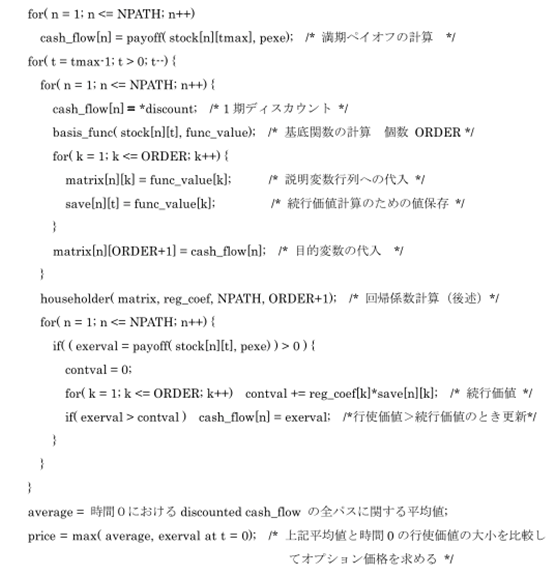 for( n = 1; n <= NPATH; n++)
cash_flow[n] = payoff( stock[n][tmax], pexe); /* 満期ペイオフの計算 */
for( t = tmax-1; t > 0; t--) {
for( n = 1; n <= NPATH; n++) {
cash_flow[n] = *discount; /* 1期ディスカウント */
basis_func( stock[n][t], func_value); /* 基底関数の計算 個数 ORDER */
for( k = 1; k <= ORDER; k++) {
matrix[n][k] = func_value[k]; /* 説明変数行列への代入 */
save[n][t] = func_value[k]; /* 続行価値計算のための値保存 */
}
matrix[n][ORDER+1] = cash_flow[n]; /* 目的変数の代入 */
}
householder( matrix, reg_coef, NPATH, ORDER+1); /* 回帰係数計算（後述）*/
for( n = 1; n <= NPATH; n++) {
if( ( exerval = payoff( stock[n][t], pexe) ) > 0 ) {
contval = 0;
for( k = 1; k <= ORDER; k++) contval += reg_coef[k]*save[n][k]; /* 続行価値 */
if( exerval > contval ) cash_flow[n] = exerval; /*行使価値＞続行価値のとき更新*/
}
}
}
average = 時間０における discounted cash_flow の全パスに関する平均値;
price = max( average, exerval at t = 0); /* 上記平均値と時間 0 の行使価値の大小を比較し
てオプション価格を求める */